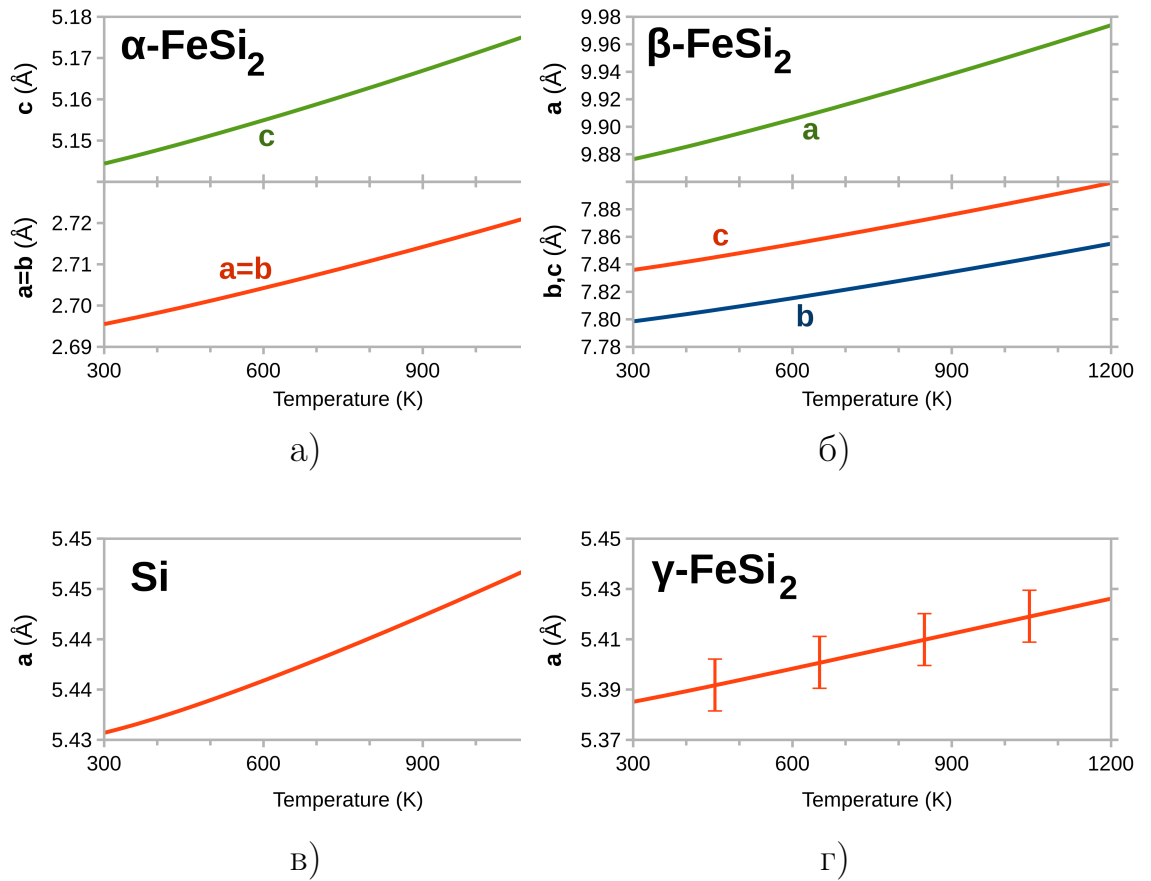 α-FeSi2
c (Å)
5.18
5.17
5.16
5.15
c
a=b (Å)
2.72
2.71
2.70
2.69
a=b
300 600 900
Temperature (K)
а)
β-FeSi2
a (Å)
9.98
9.96
9.94
9.92
9.90
9.88
a
b,c (Å)
7.88
7.86
7.84
7.82
7.80
7.78
c
b
300 600 900 1200
Temperature (K)
б)
Si
a (Å)
5.45
5.45
5.44
5.44
5.43
300 600 900
Temperature (K)
в)
γ-FeSi2
a (Å)
5.45
5.43
5.41
5.39
5.37
300 600 900 1200
Temperature (K)
г)